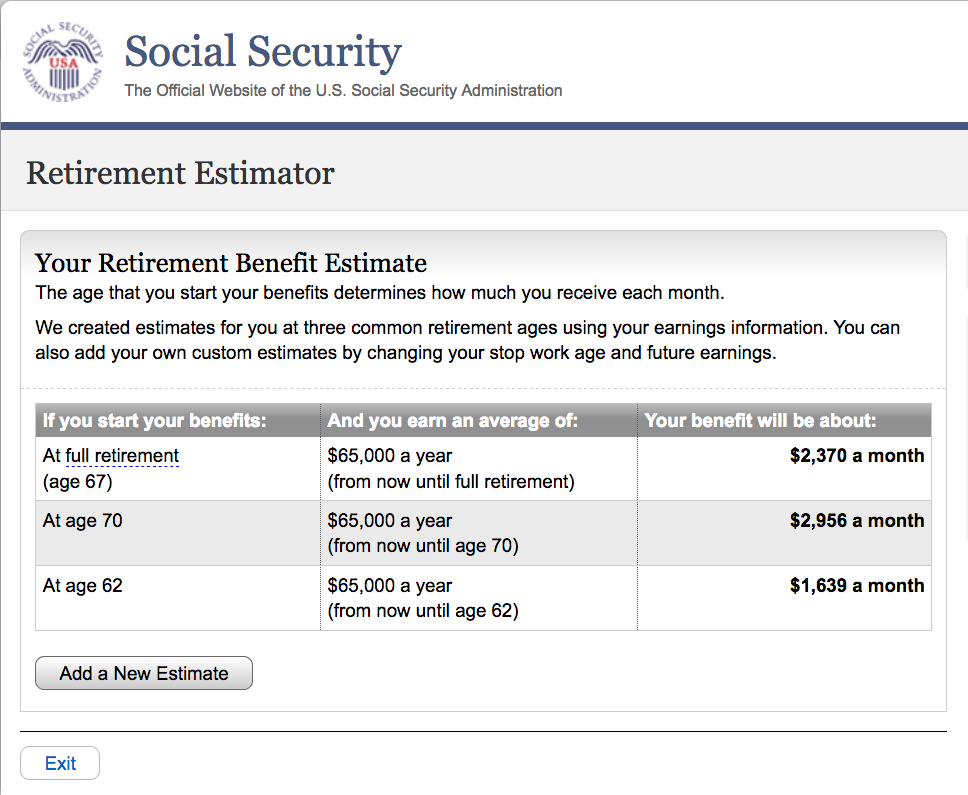 SOCIAL SECURITY ADMINISTRATION
USA
Social Security
The Official Website of the U.S. Social Security Administration
Retirement Estimator
Your Retirement Benefit Estimate
The age that you start your benefits determines how much you receive each month.
We created estimates for you at three common retirement ages using your earnings information. You can
also add your own custom estimates by changing your stop work age and future earnings.
If you start your benefits: And you earn an average of: Your benefit will be about:
At full retirement $65,000 a year $2,370 a month
(age 67) (from now until full retirement)
At age 70 $65,000 a year $2,956 a month
(from now until age 70)
At age 62 $65,000 a year $1,639 a month
(from now until age 62)
Add a New Estimate
Exit